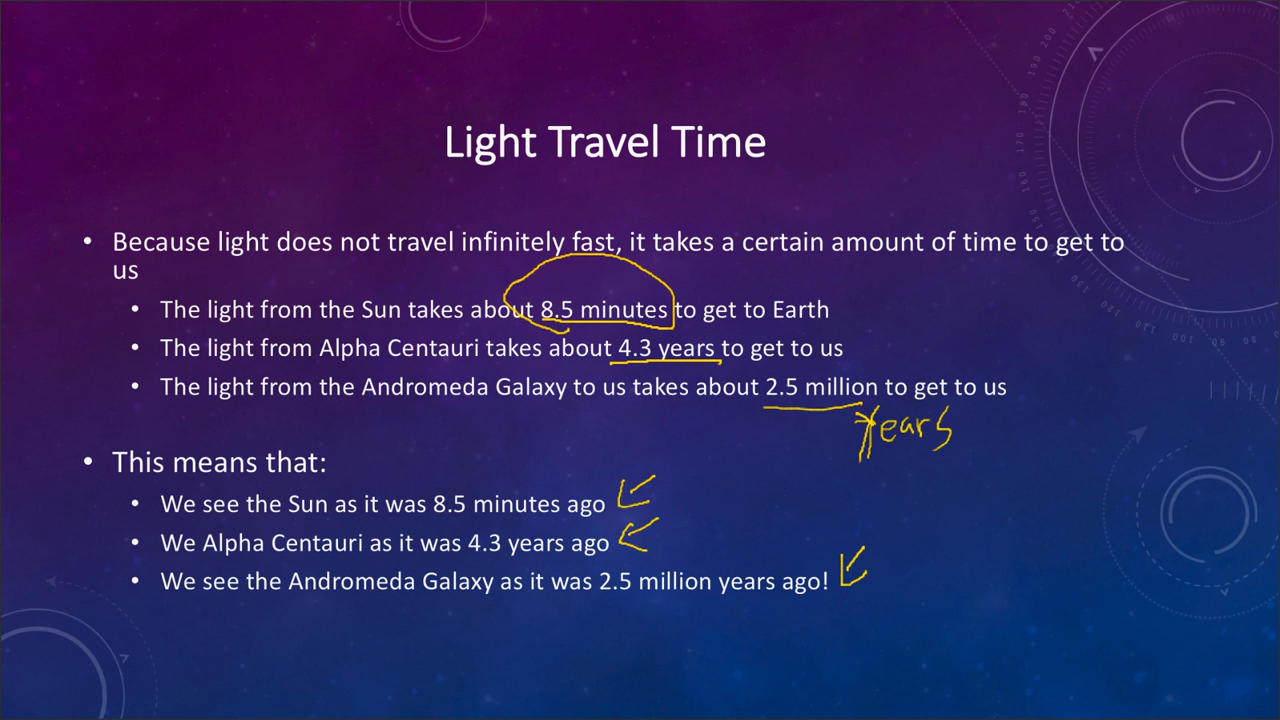 Light Travel Time
• Because light does not travel infinitely fast, it takes a certain amount of time to get to
us
• The light from the Sun takes about 8.5 minutes to get to Earth
• The light from Alpha Centauri takes about 4.3 years to get to us
• The light from the Andromeda Galaxy to us takes about 2.5 million to get to us
years
• This means that:
• We see the Sun as it was 8.5 minutes ago
• We Alpha Centauri as it was 4.3 years ago
• We see the Andromeda Galaxy as it was 2.5 million years ago!